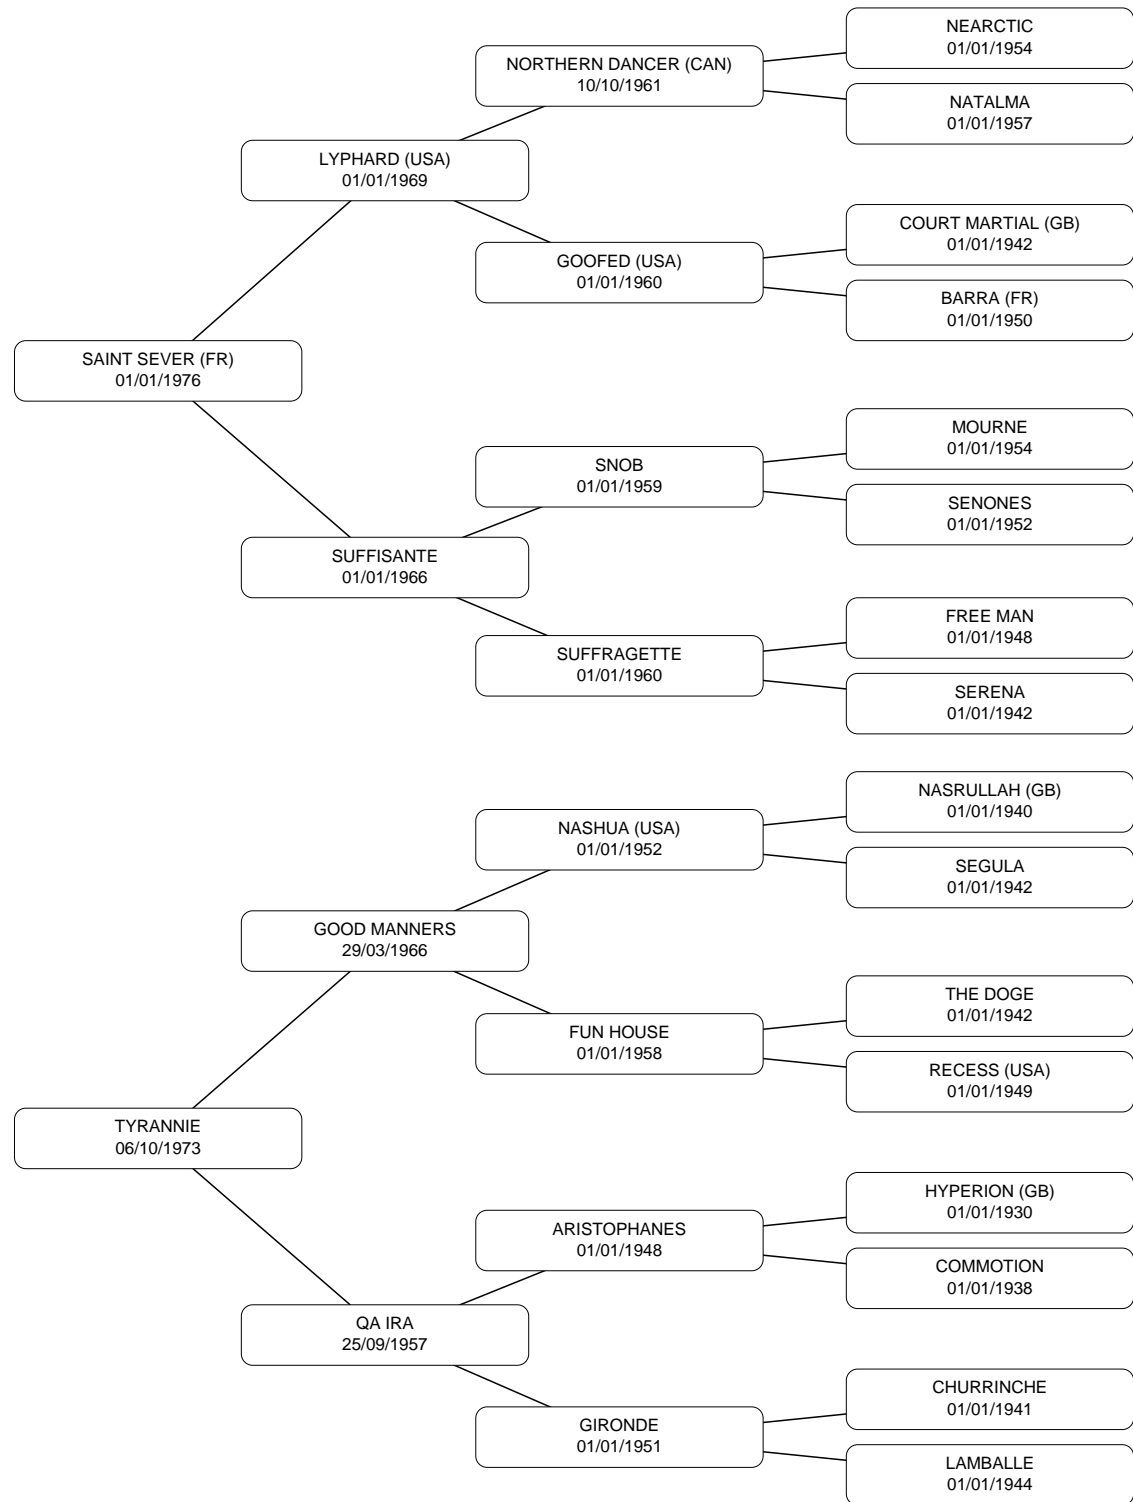 NEARCTIC
01/01/1954
NORTHERN DANCER (CAN)
10/10/1961
NATALMA
01/01/1957
LYPHARD (USA)
01/01/1969
COURT MARTIAL (GB)
01/01/1942
GOOFED (USA)
01/01/1960
BARRA (FR)
01/01/1950
SAINT SEVER (FR)
01/01/1976
MOURNE
01/01/1954
SNOB
01/01/1959
SENONES
01/01/1952
SUFFISANTE
01/01/1966
FREE MAN
01/01/1948
SUFFRAGETTE
01/01/1960
SERENA
01/01/1942
NASRULLAH (GB)
01/01/1940
NASHUA (USA)
01/01/1952
SEGULA
01/01/1942
GOOD MANNERS
29/03/1966
THE DOGE
01/01/1942
FUN HOUSE
01/01/1958
RECESS (USA)
01/01/1949
TYRANNIE
06/10/1973
HYPERION (GB)
01/01/1930
ARISTOPHANES
01/01/1948
COMMOTION
01/01/1938
QA IRA
25/09/1957
CHURRINCHE
01/01/1941
GIRONDE
01/01/1951
LAMBALLE
01/01/1944